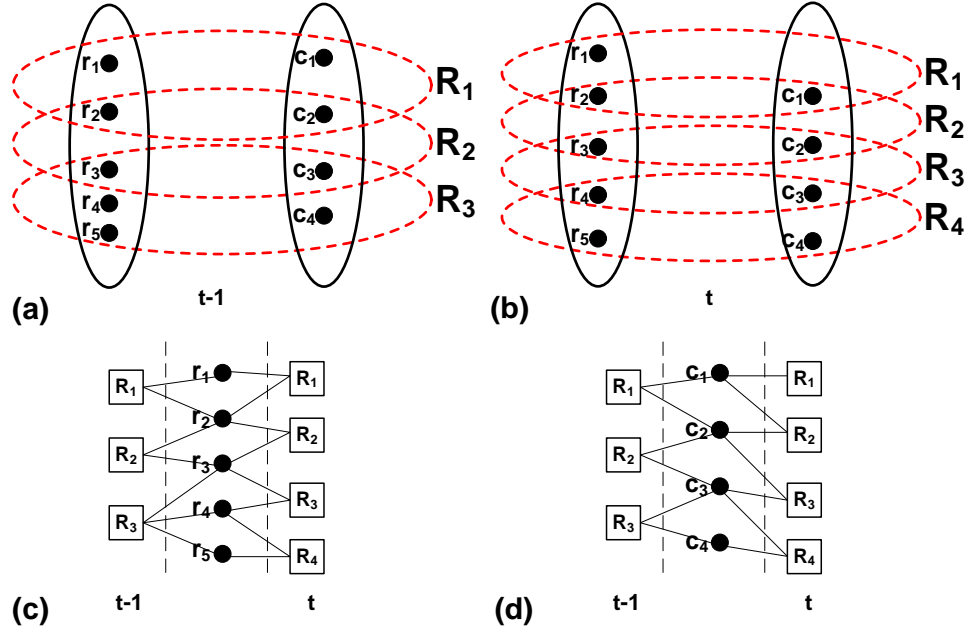 r1 c1 R1
r2 c2 R2
r3 c3 R3
r4 c4
r5
(a) t-1
r1 R1
r2 c1 R2
r3 c2 R3
r4 c3 R4
r5 c4
(b) t
R1 r1 R1
r2 R2
R2 r3
R3 r4 R3
r5 R4
(c) t-1 t
R1 c1 R1
c2 R2
R2
R3 c3 R3
c4 R4
(d) t-1 t